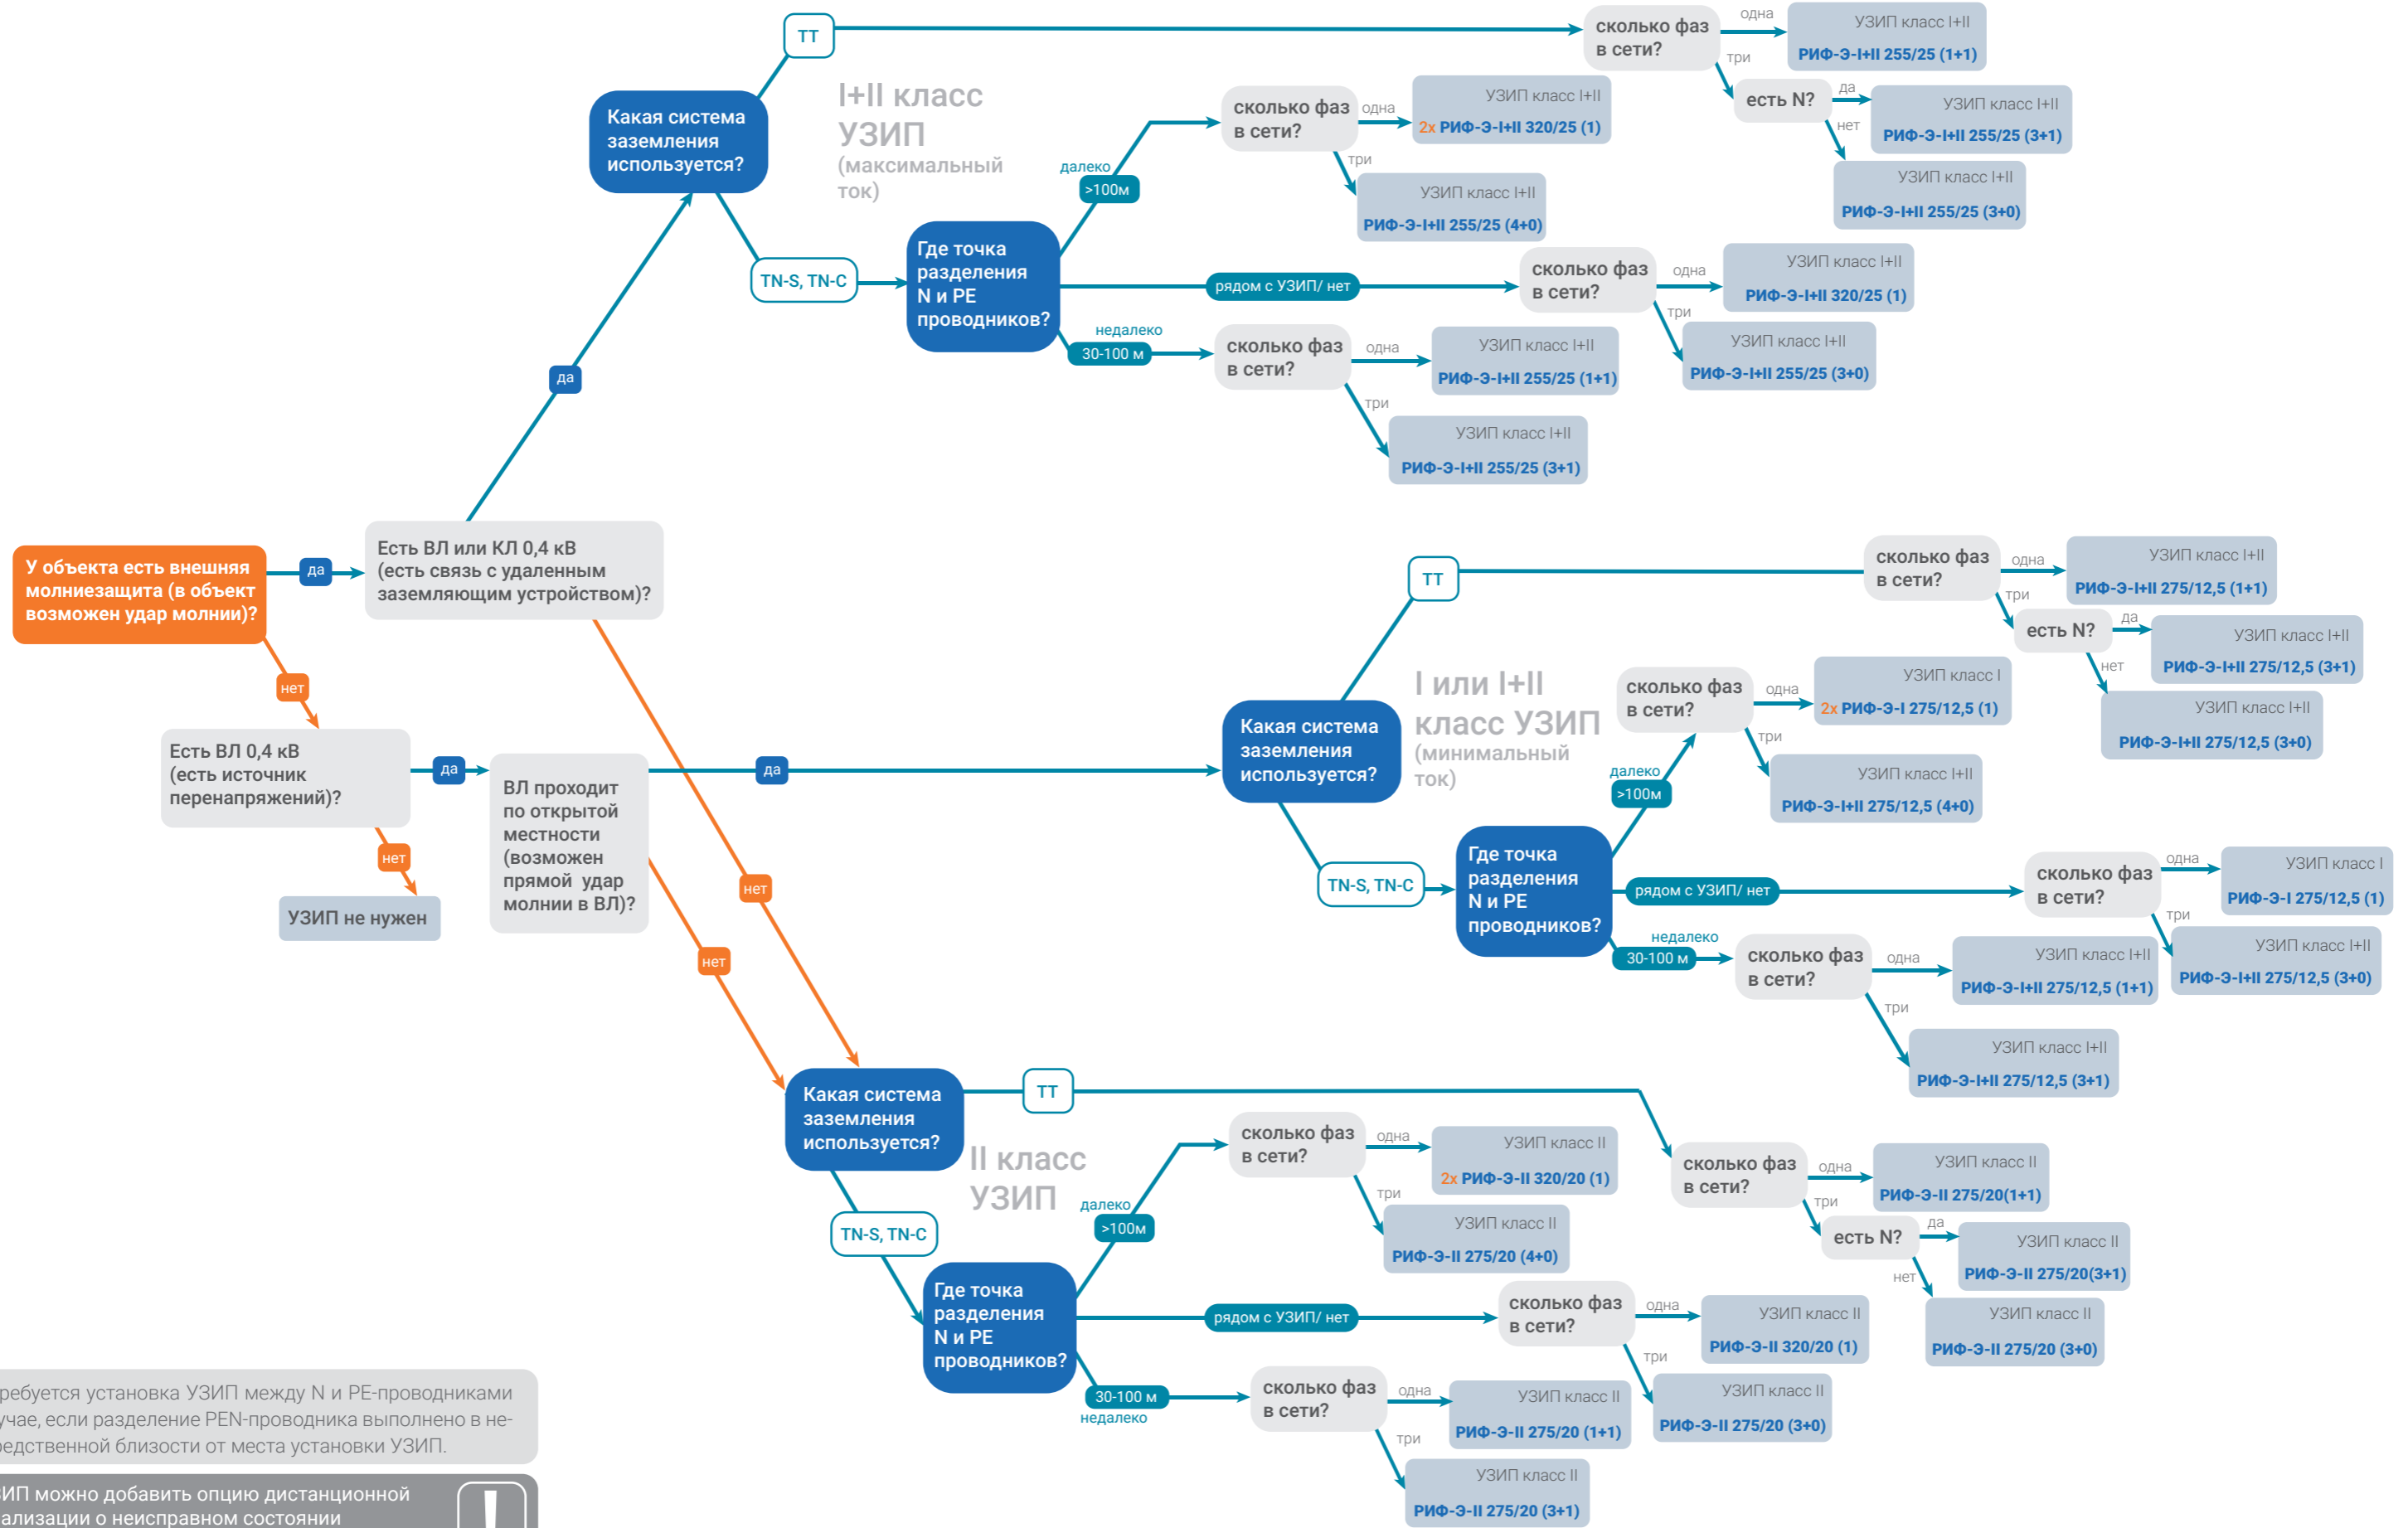 У объекта есть внешняя
молниезащита (в объект
возможен удар молнии)?
да
нет
Есть ВЛ или КЛ 0,4 кВ
(есть связь с удаленным
заземляющим устройством)?
да
нет
Есть ВЛ 0,4 кВ
(есть источник
перенапряжений)?
да
нет
УЗИП не нужен
ВЛ проходит
по открытой
местности
(возможен
прямой удар
молнии в ВЛ)?
да
нет
Какая система
заземления
используется?
I+II класс
УЗИП
(максимальный
ток)
TT
сколько фаз
в сети?
одна
УЗИП класс I+II
РИФ-Э-I+II 255/25 (1+1)
три
есть N?
да
УЗИП класс I+II
РИФ-Э-I+II 255/25 (3+1)
нет
УЗИП класс I+II
РИФ-Э-I+II 255/25 (3+0)
TN-S, TN-C
Где точка
разделения
N и PE
проводников?
далеко
>100м
сколько фаз
в сети?
одна
УЗИП класс I+II
2x РИФ-Э-I+II 320/25 (1)
три
УЗИП класс I+II
РИФ-Э-I+II 255/25 (4+0)
рядом с УЗИП/ нет
сколько фаз
в сети?
одна
УЗИП класс I+II
РИФ-Э-I+II 320/25 (1)
три
УЗИП класс I+II
РИФ-Э-I+II 255/25 (3+0)
недалеко
30-100 м
сколько фаз
в сети?
одна
УЗИП класс I+II
РИФ-Э-I+II 255/25 (1+1)
три
УЗИП класс I+II
РИФ-Э-I+II 255/25 (3+1)
Какая система
заземления
используется?
I или I+II
класс УЗИП
(минимальный
ток)
TT
сколько фаз
в сети?
одна
УЗИП класс I+II
РИФ-Э-I+II 275/12,5 (1+1)
три
есть N?
да
УЗИП класс I+II
РИФ-Э-I+II 275/12,5 (3+1)
нет
УЗИП класс I+II
РИФ-Э-I+II 275/12,5 (3+0)
TN-S, TN-C
Где точка
разделения
N и PE
проводников?
далеко
>100м
сколько фаз
в сети?
одна
УЗИП класс I
2x РИФ-Э-I 275/12,5 (1)
три
УЗИП класс I+II
РИФ-Э-I+II 275/12,5 (4+0)
рядом с УЗИП/ нет
сколько фаз
в сети?
одна
УЗИП класс I
РИФ-Э-I 275/12,5 (1)
три
УЗИП класс I+II
РИФ-Э-I+II 275/12,5 (3+0)
недалеко
30-100 м
сколько фаз
в сети?
одна
УЗИП класс I+II
РИФ-Э-I+II 275/12,5 (1+1)
три
УЗИП класс I+II
РИФ-Э-I+II 275/12,5 (3+1)
Какая система
заземления
используется?
II класс
УЗИП
TT
сколько фаз
в сети?
одна
УЗИП класс II
РИФ-Э-II 275/20(1+1)
три
есть N?
да
УЗИП класс II
РИФ-Э-II 275/20(3+1)
нет
УЗИП класс II
РИФ-Э-II 275/20 (3+0)
TN-S, TN-C
Где точка
разделения
N и PE
проводников?
далеко
>100м
сколько фаз
в сети?
одна
УЗИП класс II
2x РИФ-Э-II 320/20 (1)
три
УЗИП класс II
РИФ-Э-II 275/20 (4+0)
рядом с УЗИП/ нет
сколько фаз
в сети?
одна
УЗИП класс II
РИФ-Э-II 320/20 (1)
три
УЗИП класс II
РИФ-Э-II 275/20 (3+0)
30-100 м
недалеко
сколько фаз
в сети?
одна
УЗИП класс II
РИФ-Э-II 275/20 (1+1)
три
УЗИП класс II
РИФ-Э-II 275/20 (3+1)
установка УЗИП между N и PE-проводниками
если разделение PEN-проводника выполнено в не-
близости от места установки УЗИП.
можно добавить опцию дистанционной
о неисправном состоянии
!